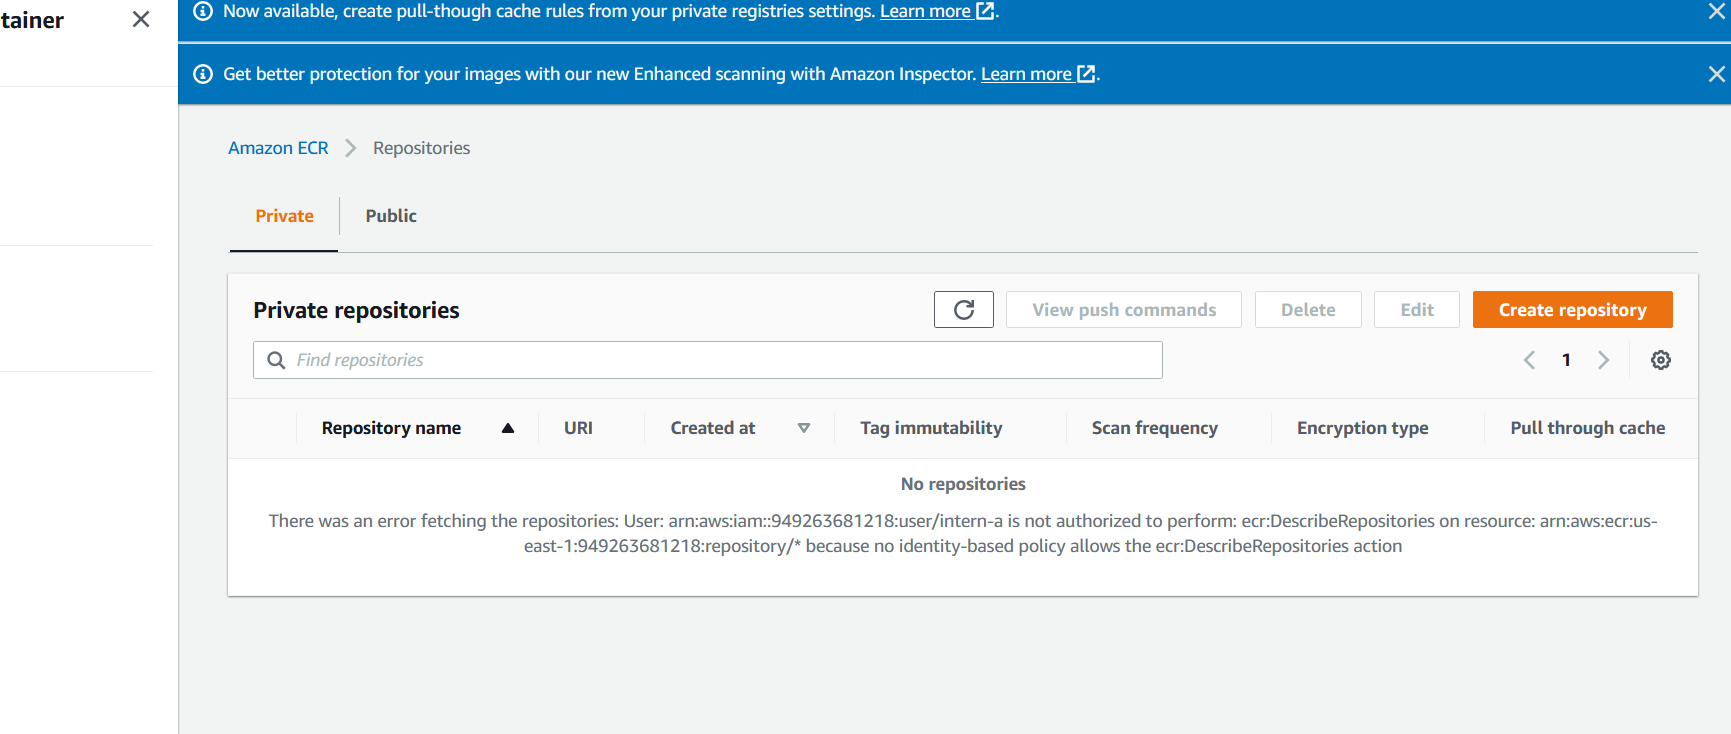 tainer
Now available, create pull-though cache rules from your private registries settings. Learn more.
Get better protection for your images with our new Enhanced scanning with Amazon Inspector. Learn more.
Amazon ECR > Repositories
Private Public
Private repositories View push commands Delete Edit Create repository
Find repositories 1
Repository name URI Created at Tag immutability Scan frequency Encryption type Pull through cache
No repositories
There was an error fetching the repositories: User: arn:aws:iam::949263681218:user/intern-a is not authorized to perform: ecr:DescribeRepositories on resource: arn:aws:ecr:us-
east-1:949263681218:repository/* because no identity-based policy allows the ecr:DescribeRepositories action